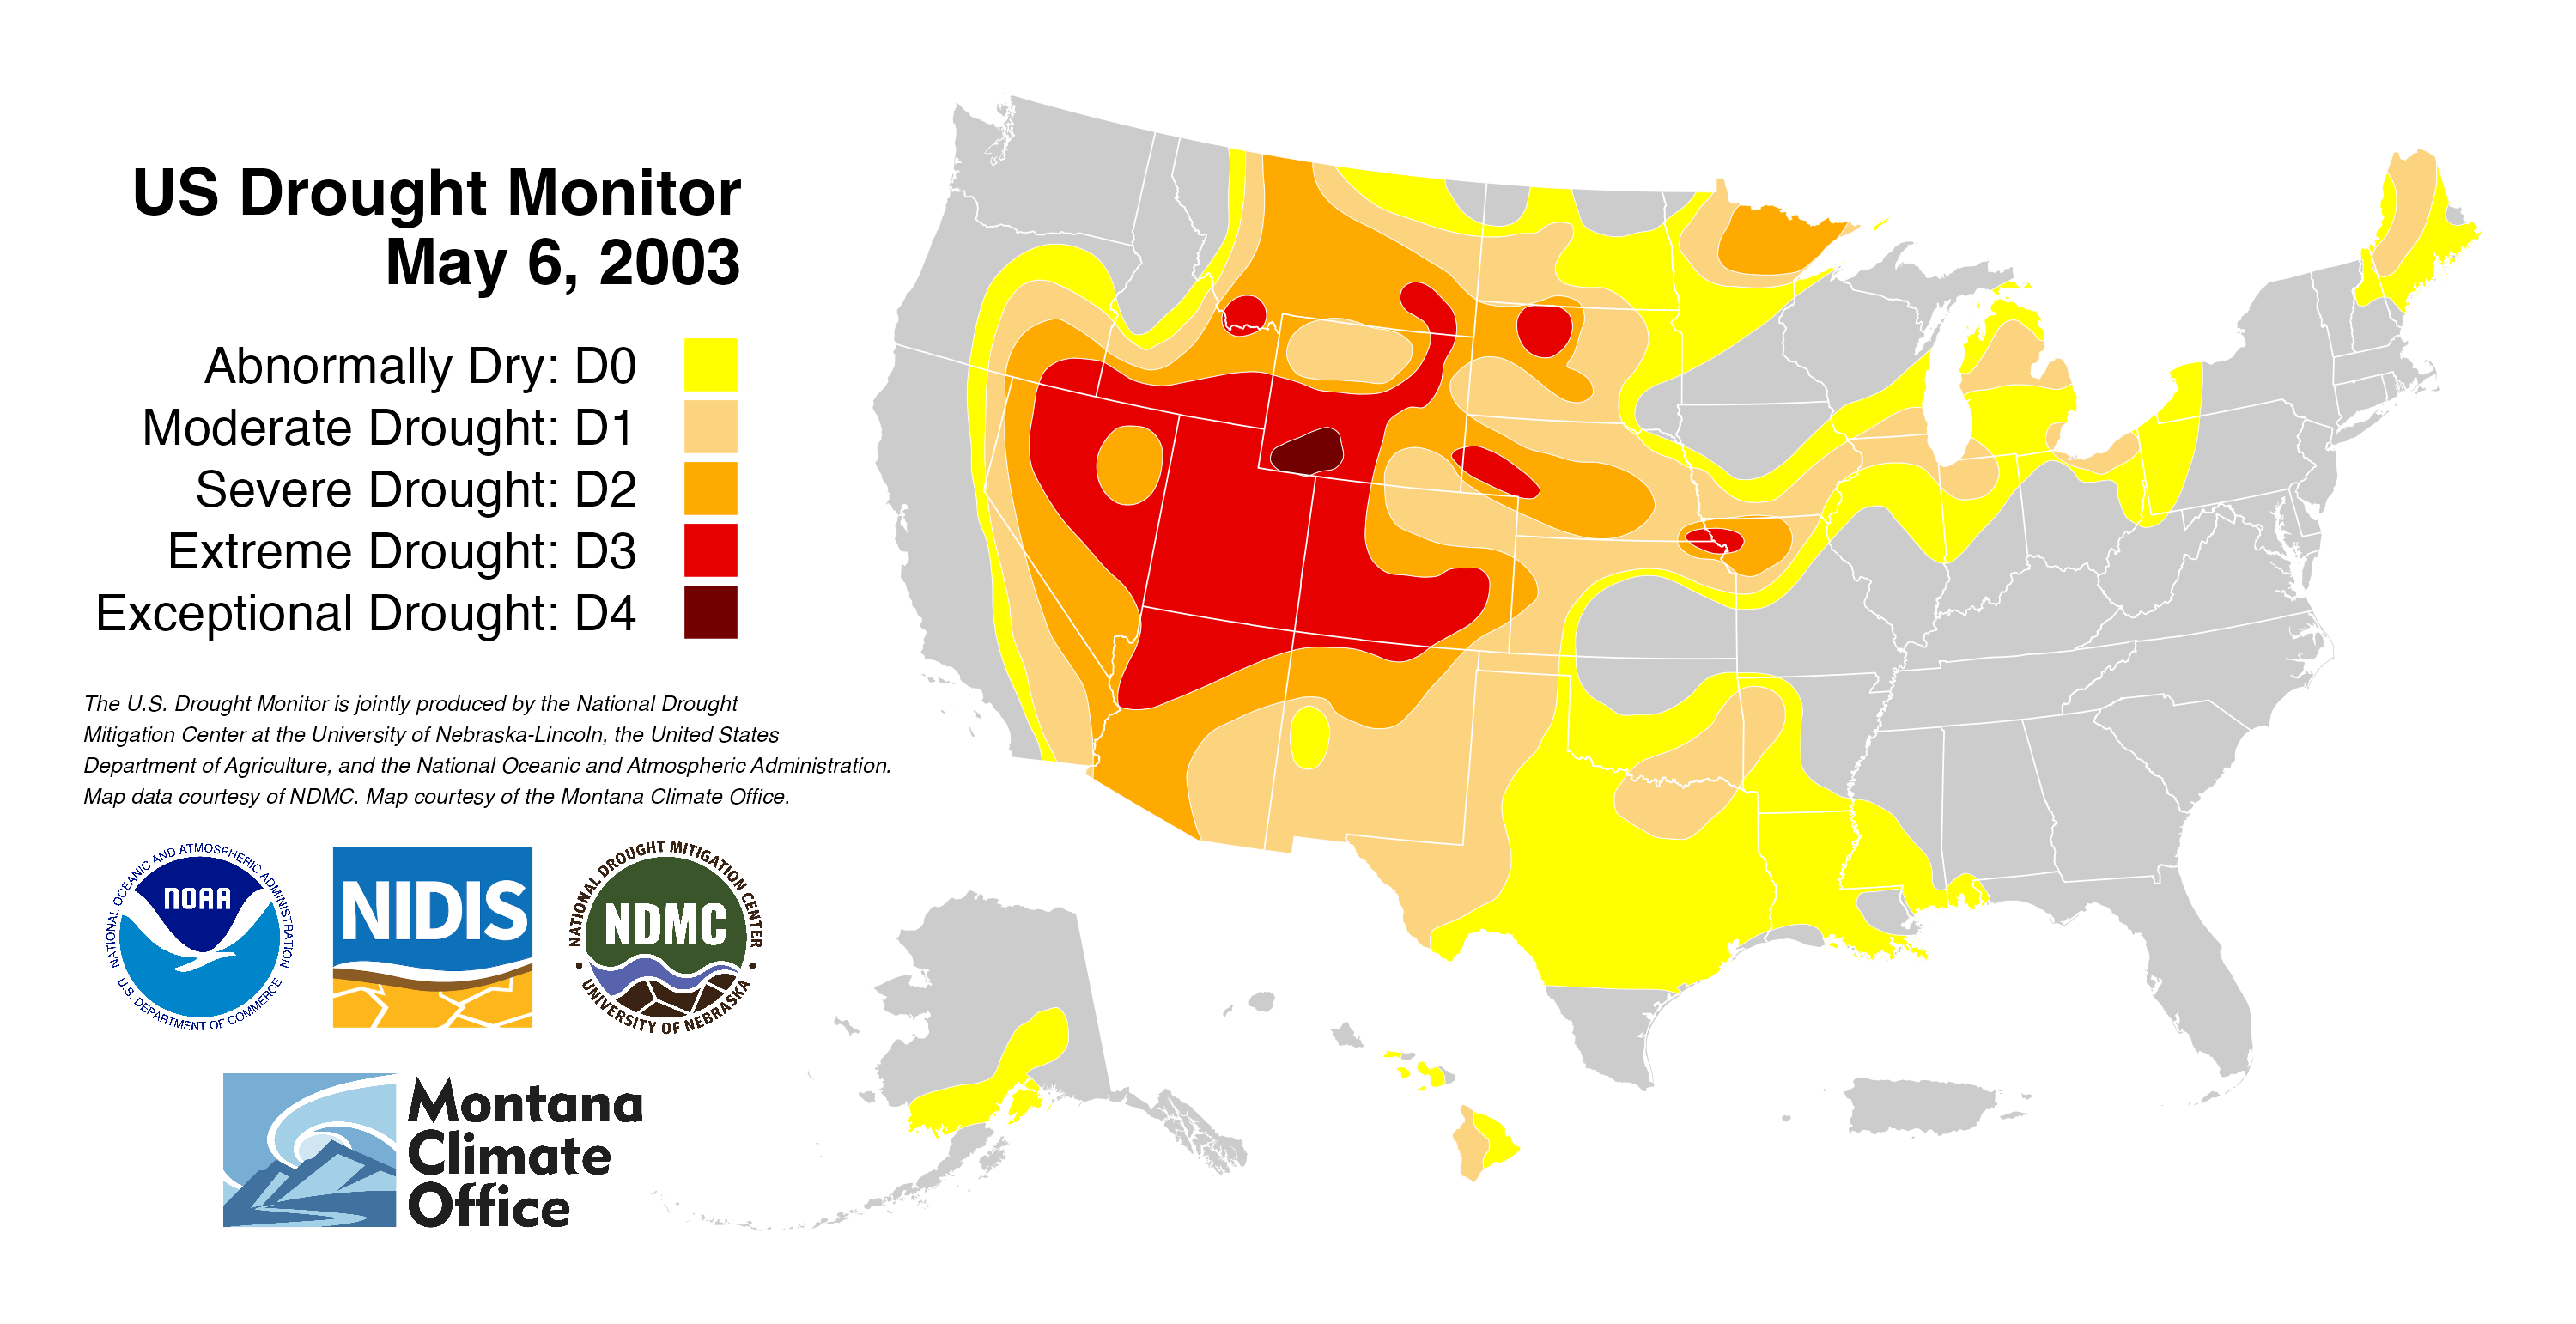 US Drought Monitor
May 6, 2003
Abnormally Dry: D0
Moderate Drought: D1
Severe Drought: D2
Extreme Drought: D3
Exceptional Drought: D4
The U.S. Drought Monitor is jointly produced by the National Drought
Mitigation Center at the University of Nebraska-Lincoln, the United States
Department of Agriculture, and the National Oceanic and Atmospheric Administration.
Map data courtesy of NDMC. Map courtesy of the Montana Climate Office.
NATIONAL OCEANIC AND ATMOSPHERIC ADMINISTRATION
NOAA
U.S. DEPARTMENT OF COMMERCE
NIDIS
NATIONAL DROUGHT MITIGATION CENTER
NDMC
UNIVERSITY OF NEBRASKA
Montana
Climate
Office